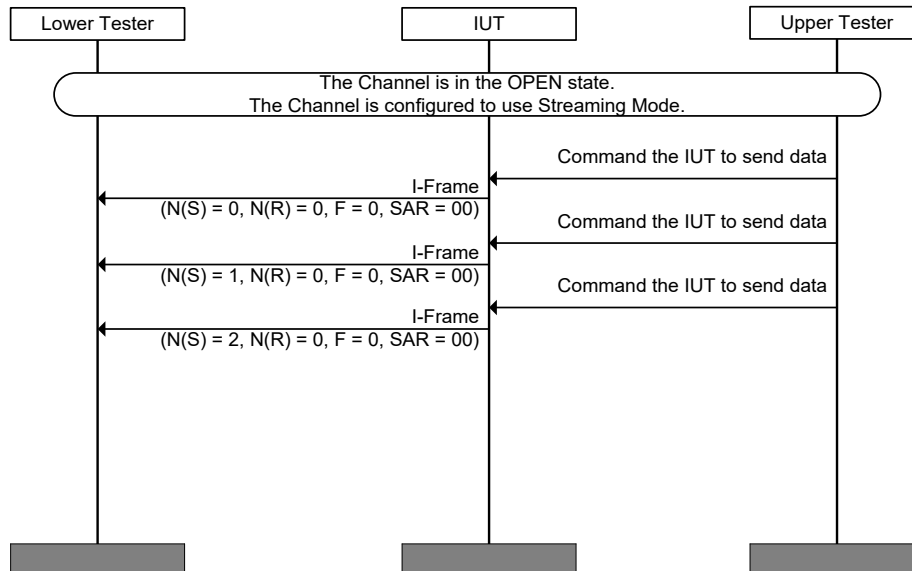 Lower Tester
IUT
Upper Tester
The Channel is in the OPEN state.
The Channel is configured to use Streaming Mode.
Command the IUT to send data
I-Frame
(N(S) = 0, N(R) = 0, F = 0, SAR = 00)
Command the IUT to send data
I-Frame
(N(S) = 1, N(R) = 0, F = 0, SAR = 00)
Command the IUT to send data
I-Frame
(N(S) = 2, N(R) = 0, F = 0, SAR = 00)